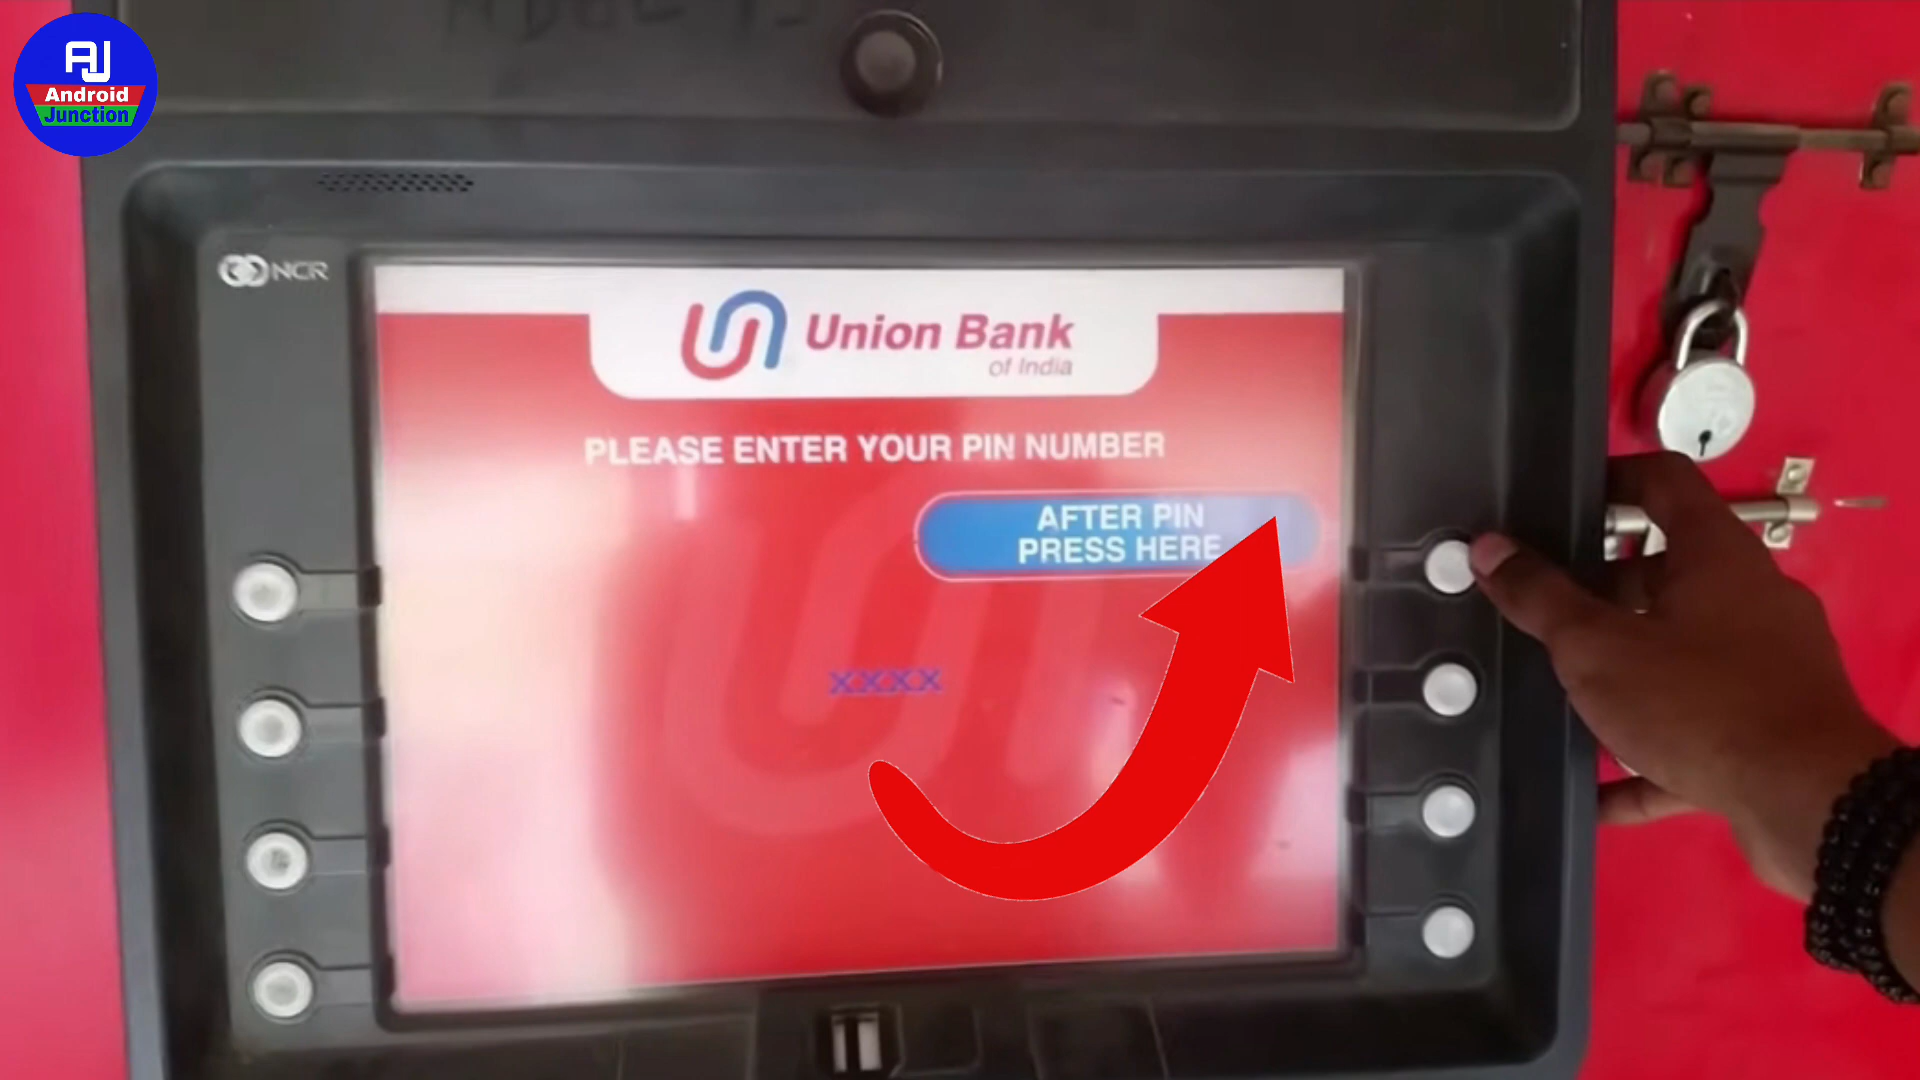 AJ
Android
Junction
NCR
Union Bank
of India
PLEASE ENTER YOUR PIN NUMBER
AFTER PIN
PRESS HERE
XXXX